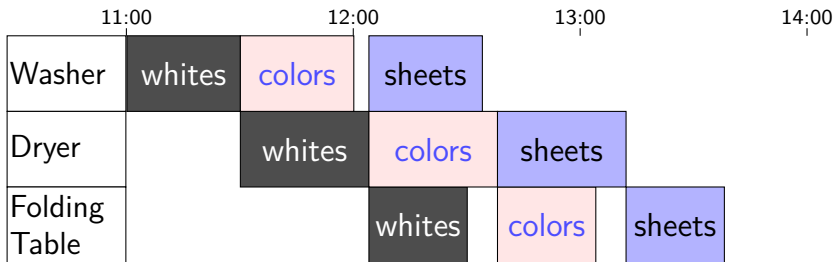 11:00 12:00 13:00 14:00
Washer whites colors sheets
Dryer whites colors sheets
Folding
Table whites colors sheets